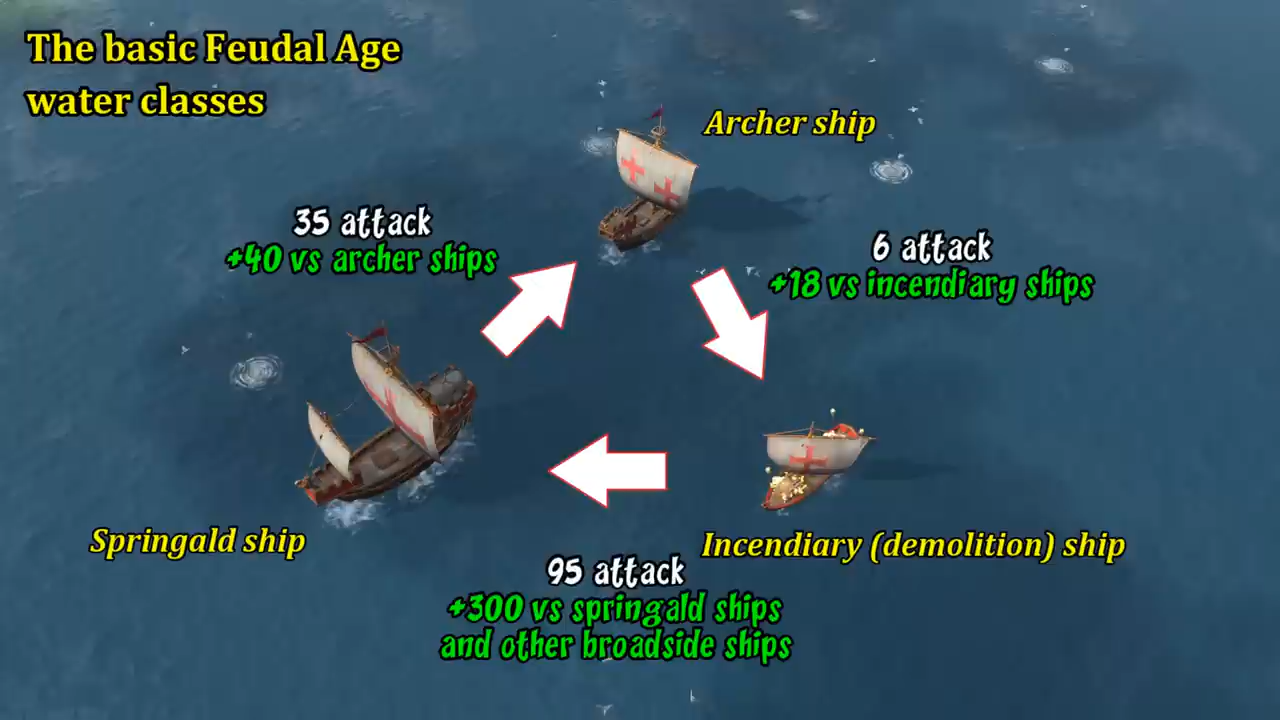 The basic Feudal Age
water classes
Archer ship
35 attack
+40 vs archer ships
6 attack
+18 vs incendiary ships
Springald ship
Incendiary (demolition) ship
95 attack
+300 vs springald ships
and other broadside ships